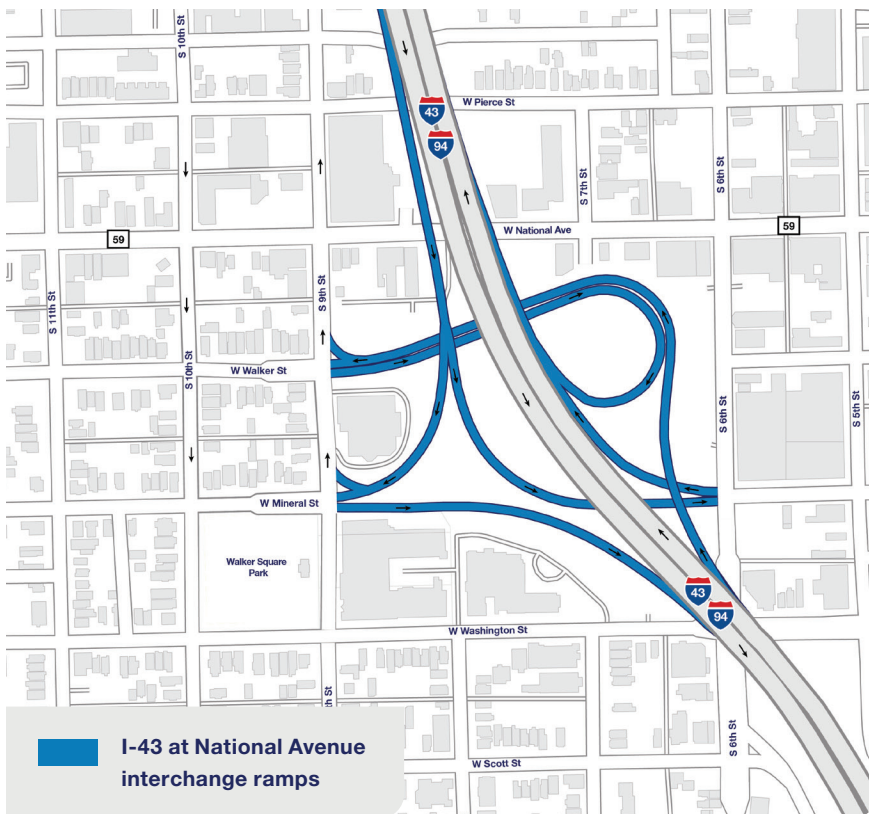 S 10th St
W Pierce St
43
94
S 7th St
S 6th St
59
W National Ave
59
S 9th St
S 11th St
S 10th St
W Walker St
S 6th St
S 5th St
W Mineral St
Walker Square
Park
43
94
W Washington St
S 6th St
W Scott St
I-43 at National Avenue
interchange ramps